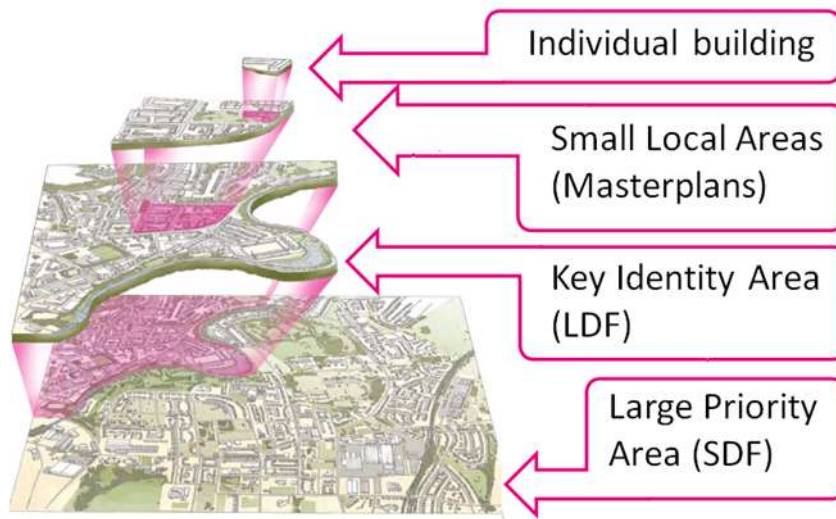 Individual building
Small Local Areas
(Masterplans)
Key Identity Area
(LDF)
Large Priority
Area (SDF)